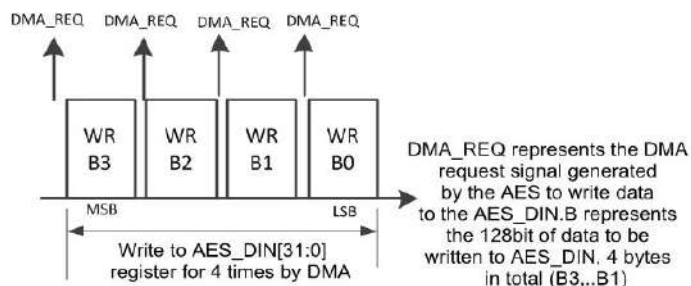 DMA_REQ DMA_REQ DMA_REQ DMA_REQ
WR WR WR WR
B3 B2 B1 B0
MSB LSB
Write to AES_DIN[31:0]
register for 4 times by DMA
DMA_REQ represents the DMA
request signal generated
by the AES to write data
to the AES_DIN.B represents
the 128bit of data to be
written to AES_DIN, 4 bytes
in total (B3,..B1)